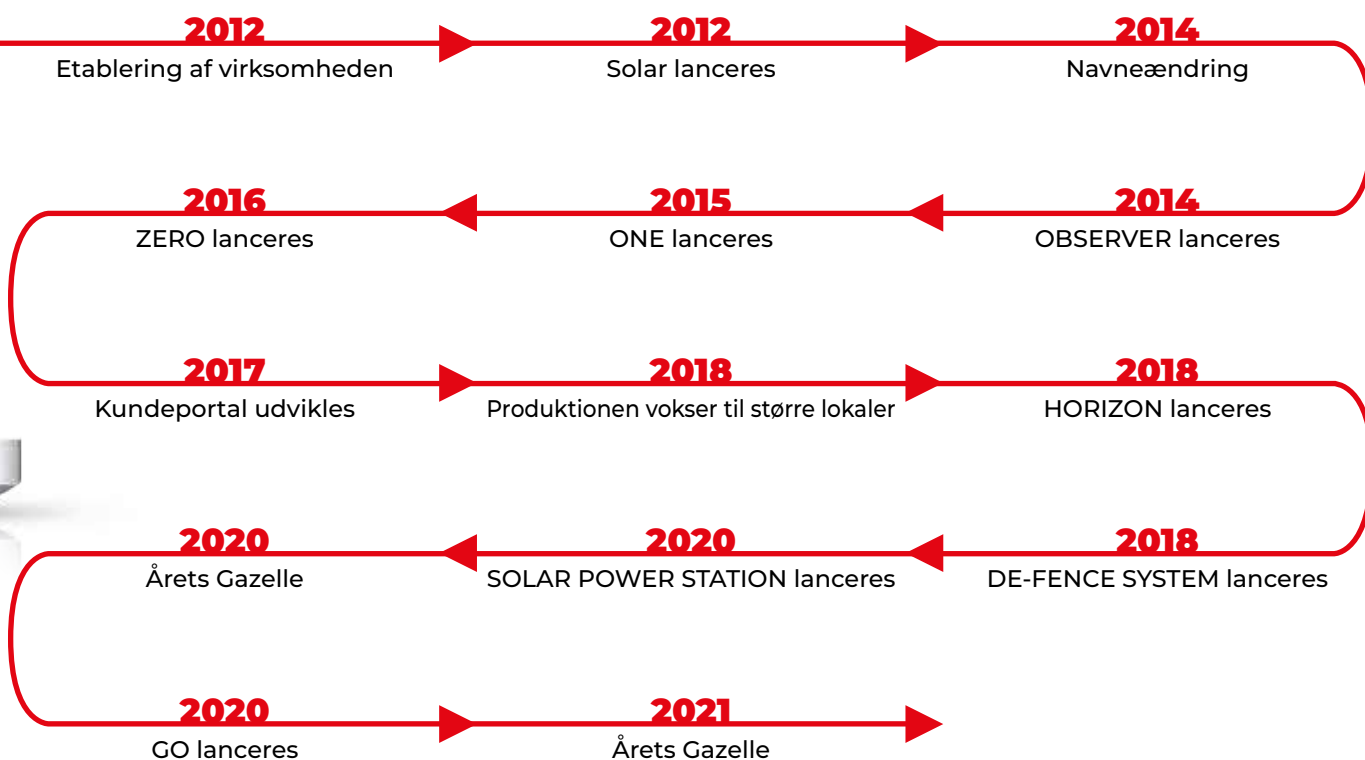 2012
Etablering af virksomheden
2012
Solar lanceres
2014
Navneændring
2014
OBSERVER lanceres
2015
ONE lanceres
2016
ZERO lanceres
2017
Kundeportal udvikles
2018
Produktionen vokser til større lokaler
2018
HORIZON lanceres
2018
DE-FENCE SYSTEM lanceres
2020
SOLAR POWER STATION lanceres
2020
Årets Gazelle
2020
GO lanceres
2021
Årets Gazelle